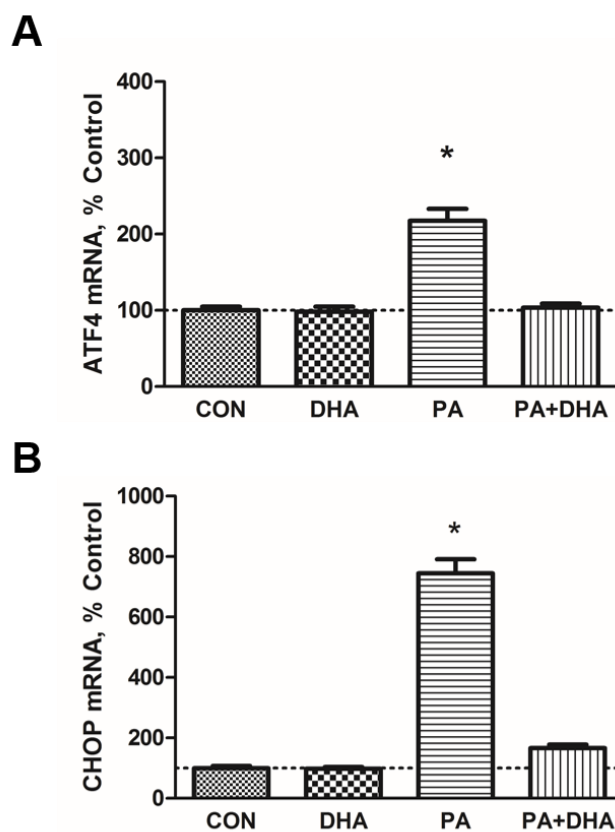 A
ATF4 mRNA, % Control
400
300
200
100
0
*
CON DHA PA PA+DHA
B
CHOP mRNA, % Control
1000
800
600
400
200
0
*
CON DHA PA PA+DHA